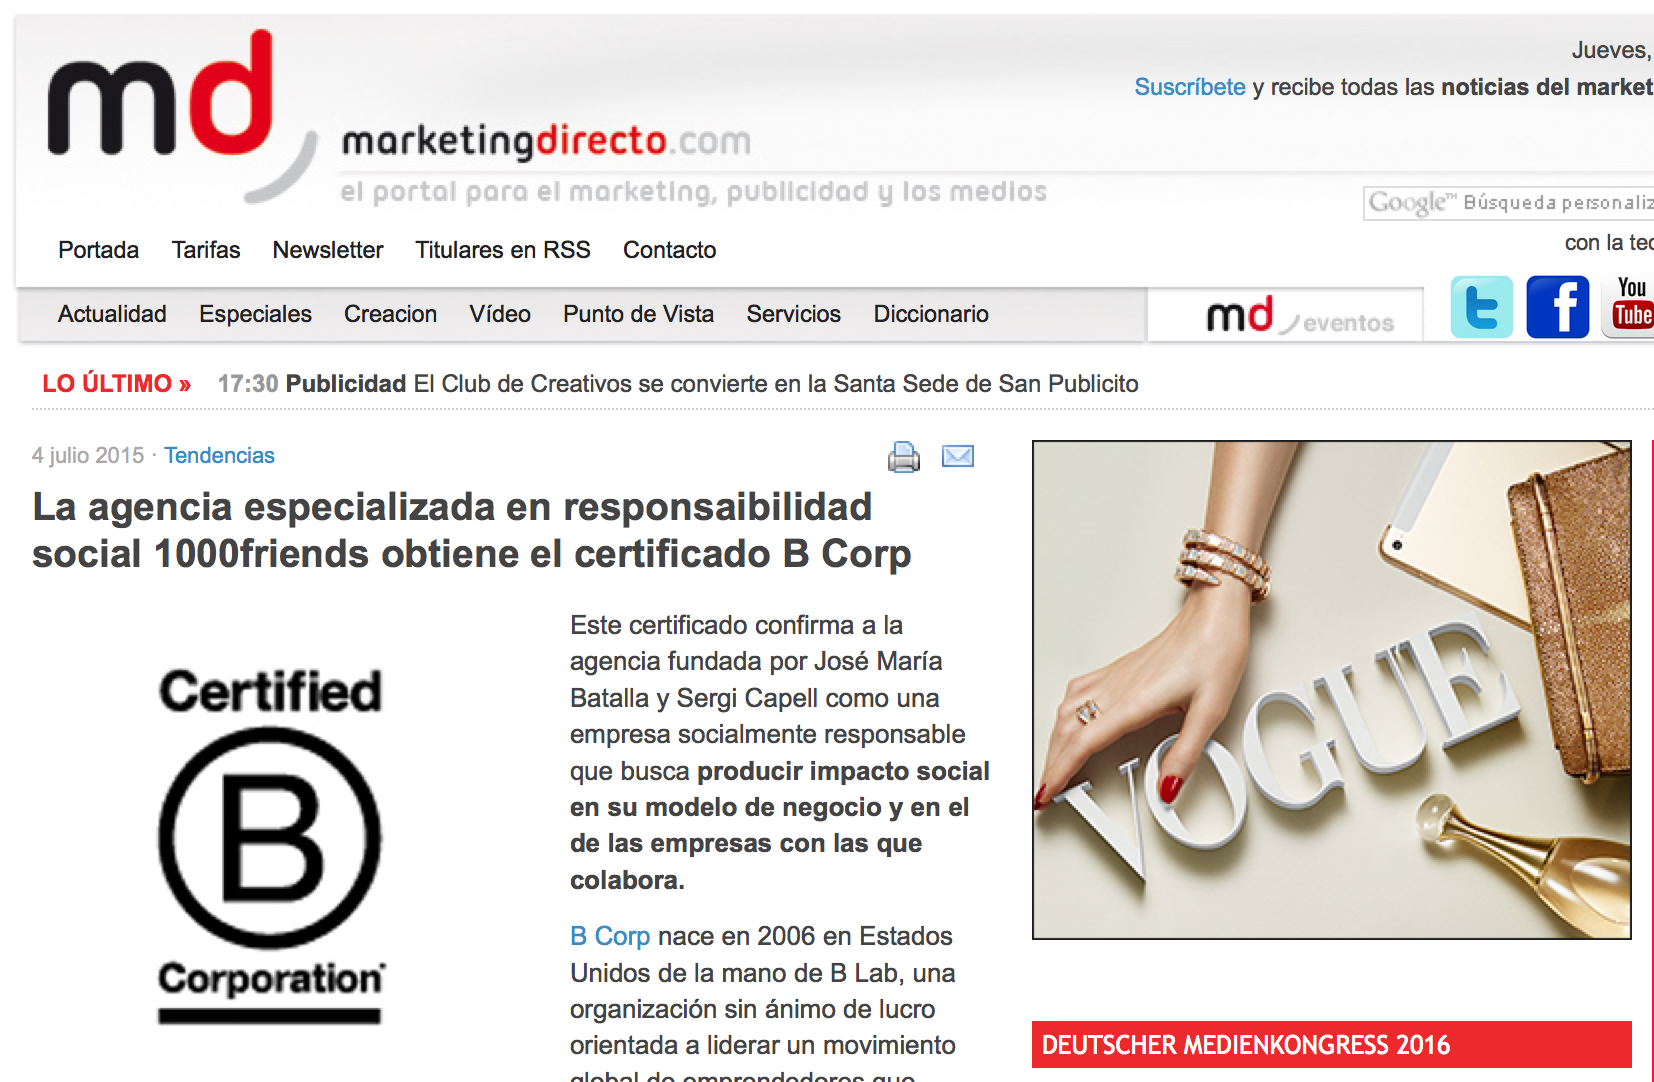 md
Jueves,
Suscríbete y recibe todas las noticias del market
marketingdirecto.com
el portal para el marketing, publicidad y los medios
Google™ Búsqueda personaliz
con la tec
Portada Tarifas Newsletter Titulares en RSS Contacto
Actualidad Especiales Creacion Vídeo Punto de Vista Servicios Diccionario
md eventos
t f You Tube
LO ÚLTIMO » 17:30 Publicidad El Club de Creativos se convierte en la Santa Sede de San Publicito
4 julio 2015 · Tendencias
La agencia especializada en responsaibilidad
social 1000friends obtiene el certificado B Corp
Certified
B
Corporation
Este certificado confirma a la
agencia fundada por José María
Batalla y Sergi Capell como una
empresa socialmente responsable
que busca producir impacto social
en su modelo de negocio y en el
de las empresas con las que
colabora.
B Corp nace en 2006 en Estados
Unidos de la mano de B Lab, una
organización sin ánimo de lucro
orientada a liderar un movimiento
global de emprendedores que
VOGUE
DEUTSCHER MEDIENKONGRESS 2016